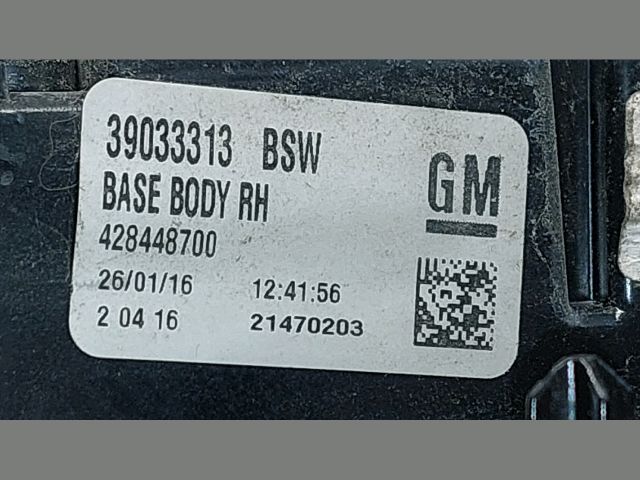 39033313 BSW
BASE BODY RH
GM
428448700
26/01/16 12:41:56
2 04 16 21470203